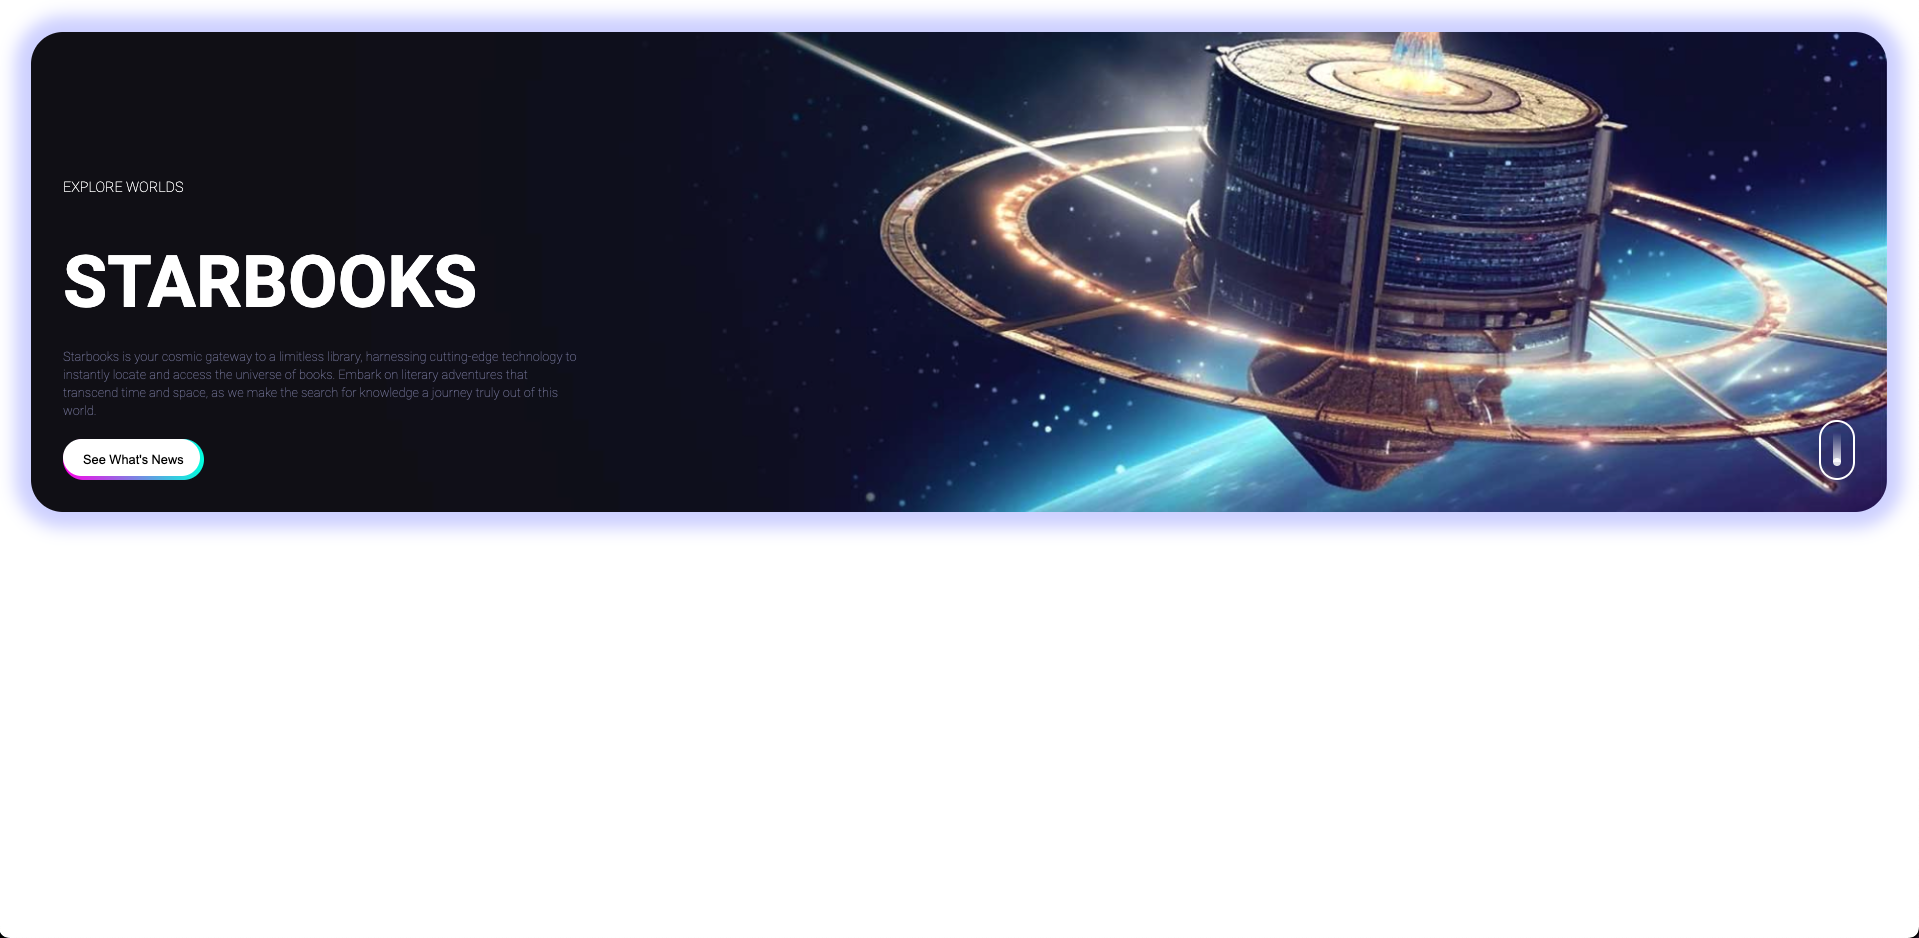 EXPLORE WORLDS
STARBOOKS
Starbooks is your cosmic gateway to a limitless library, harnessing cutting-edge technology to
instantly locate and access the universe of books. Embark on literary adventures that
transcend time and space, as we make the search for knowledge a journey truly out of this
world.
See What's News